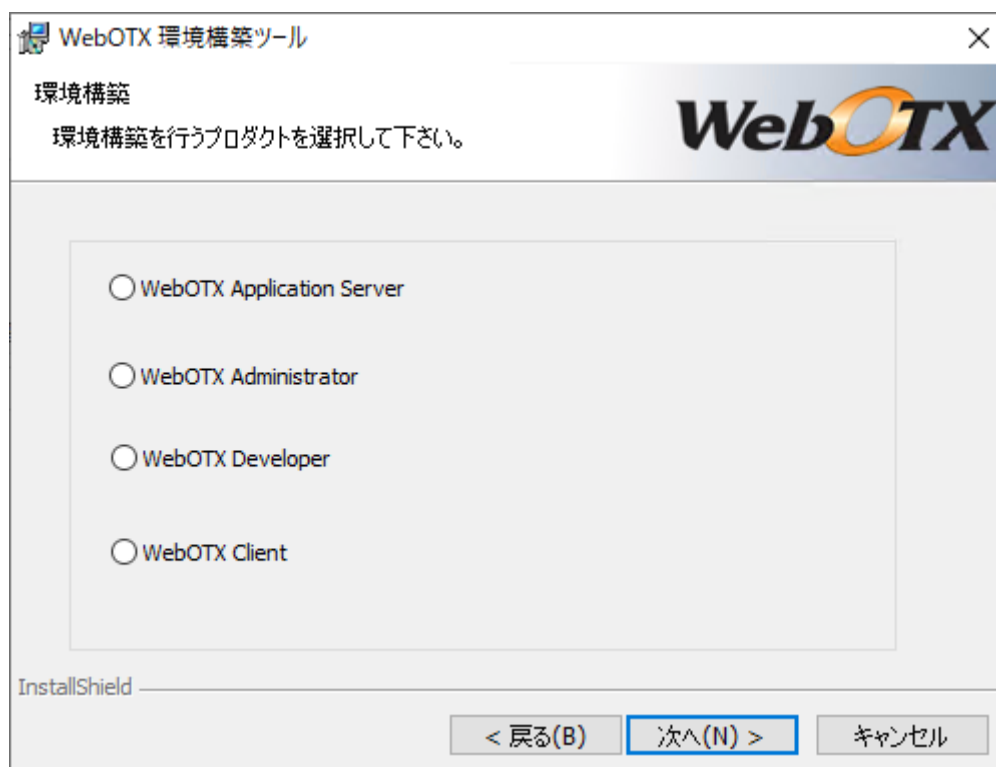 WebOTX 環境構築ツール
環境構築
環境構築を行うプロダクトを選択して下さい。
WebOTX
WebOTX Application Server
WebOTX Administrator
WebOTX Developer
WebOTX Client
InstallShield
< 戻る(B)
次へ(N) >
キャンセル